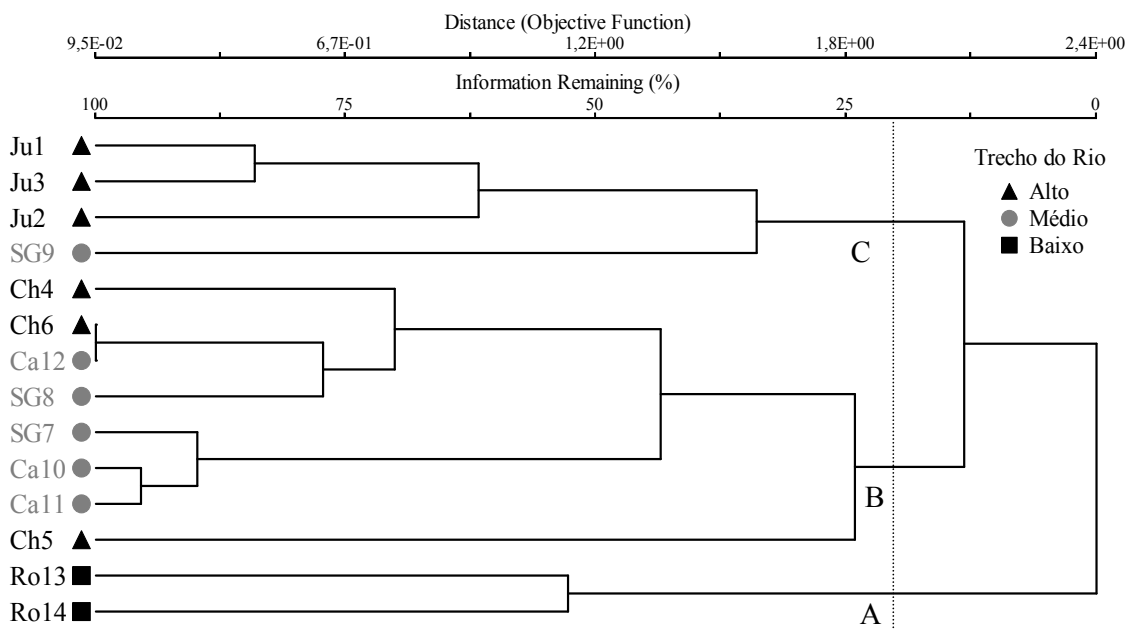 Distance (Objective Function)
9,5E-02 6,7E-01 1,2E+00 1,8E+00 2,4E+00
Information Remaining (%)
100 75 50 25 0
Ju1
Ju3
Ju2
SG9
Ch4
Ch6
Ca12
SG8
SG7
Ca10
Ca11
Ch5
Ro13
Ro14
C
B
A
Trecho do Rio
Alto
Médio
Baixo